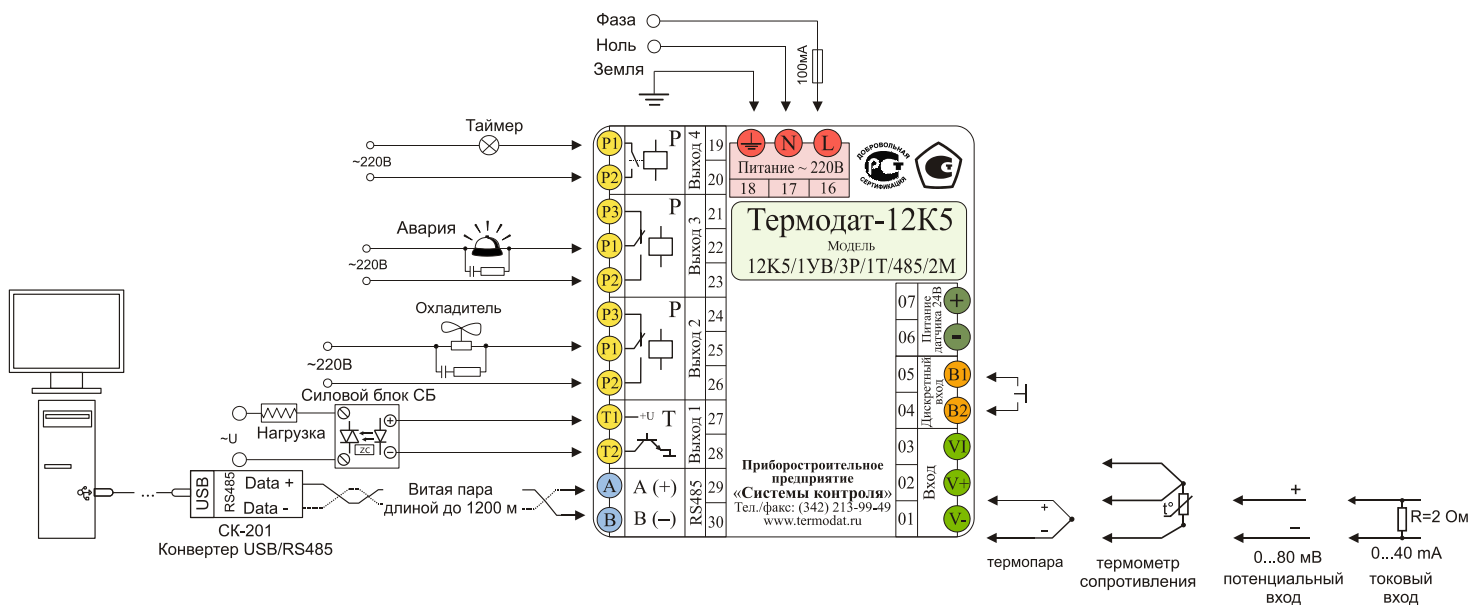 Фаза
Ноль
Земля
100мА
Таймер
~220В
Авария
~220В
Охладитель
~220В
Силовой блок СБ
Нагрузка
~U
ZC
USB
RS485
Data +
Data -
СК-201
Конвертер USB/RS485
Витая пара
длиной до 1200 м
P1
P2
P
Выход 4
19
20
P3
P1
P2
P
Выход 3
21
22
23
P3
P1
P2
P
Выход 2
24
25
26
T1
T2
+U
T
Выход 1
27
28
A
B
A (+)
B (–)
RS485
29
30
N
L
Питание ~ 220В
18 17 16
ДОБРОВОЛЬНАЯ
РСТ
СЕРТИФИКАЦИЯ
Термодат-12К5
Модель
12К5/1УВ/3Р/1Т/485/2М
07
06
Питание
датчика 24В
+
-
05
04
Дискретный
вход
B1
B2
03
02
01
Вход
VI
V+
V-
Приборостроительное
предприятие
«Системы контроля»
Тел./факс: (342) 213-99-49
www.termodat.ru
+
–
термопара
t°
термометр
сопротивления
+
–
0...80 мВ
потенциальный
вход
R=2 Ом
0...40 mA
токовый
вход